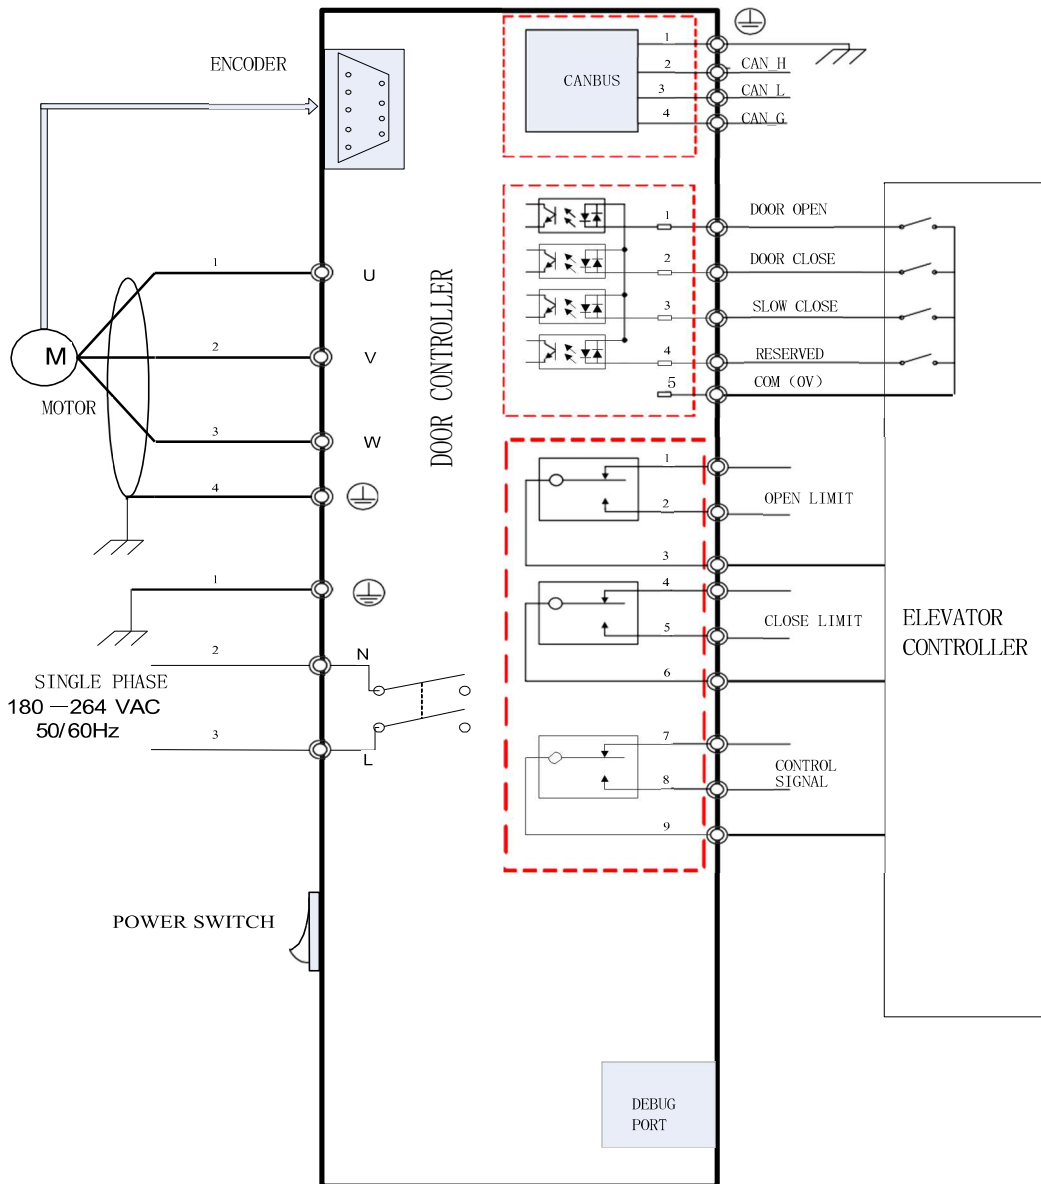 ENCODER
CANBUS
1
2
3
4
CAN_H
CAN L
CAN_G
1
2
3
4
5
DOOR OPEN
DOOR CLOSE
SLOW CLOSE
RESERVED
COM (0V)
M
MOTOR
1
2
3
4
U
V
W
DOOR CONTROLLER
1
2
3
4
5
6
7
8
9
OPEN LIMIT
CLOSE LIMIT
CONTROL
SIGNAL
ELEVATOR
CONTROLLER
1
2
3
N
L
SINGLE PHASE
180 —264 VAC
50/60Hz
POWER SWITCH
DEBUG
PORT